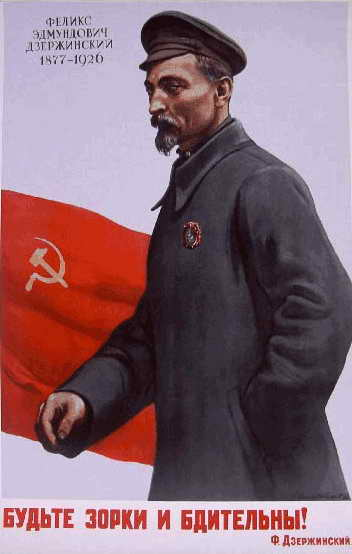 ФЕЛИКС
ЭДМУНДОВИЧ
ДЗЕРЖИНСКИЙ
1877-1926
БУДЬТЕ ЗОРКИ И БДИТЕЛЬНЫ!
Ф. ДЗЕРЖИНСКИЙ.